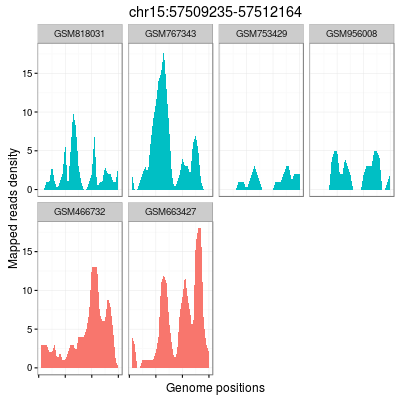 chr15:57509235-57512164
GSM818031 GSM767343 GSM753429 GSM956008
15
10
5
0
Mapped reads density
GSM466732 GSM663427
15
10
5
0
Genome positions